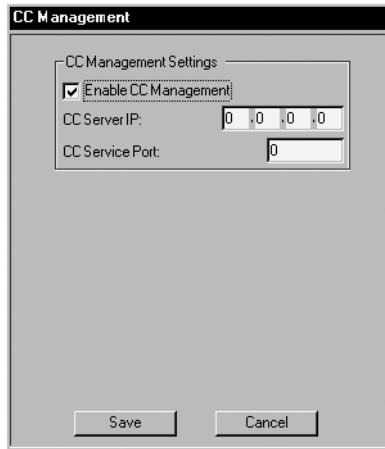 CC Management
CC Management Settings
Enable CC Management
CC Server IP: 0 .0 .0 .0
CC Service Port: 0
Save Cancel